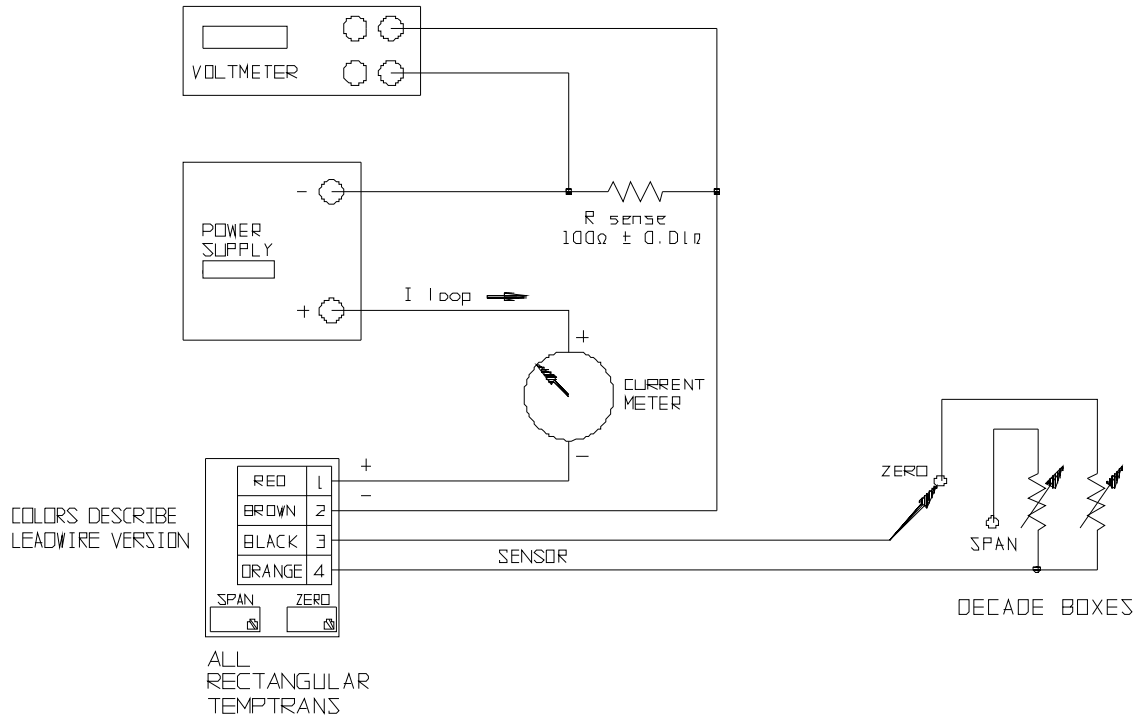 VOLTMETER
-
POWER
SUPPLY
+
R sense
100Ω ± 0.01Ω
I loop
+
CURRENT
METER
-
+
RED 1
-
BROWN 2
BLACK 3
ORANGE 4
SPAN ZERO
COLORS DESCRIBE
LEADWIRE VERSION
ALL
RECTANGULAR
TEMPTRANS
SENSOR
ZERO
SPAN
DECADE BOXES